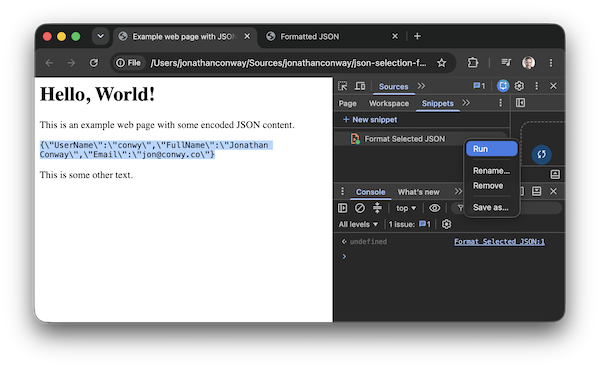 Example web page with JSON
Formatted JSON
File
/Users/jonathanconway/Sources/jonathanconway/json-selection-f...
Hello, World!
This is an example web page with some encoded JSON content.
{\"UserName\":\"conwy\",\"FullName\":\"Jonathan
Conway\",\"Email\":\"jon@conwy.co\"}
This is some other text.
Sources
1
Page
Workspace
Snippets
+ New snippet
Format Selected JSON
Run
Rename...
Remove
Save as...
Console
What's new
top
All levels
1 issue:
1
undefined
Format Selected JSON:1